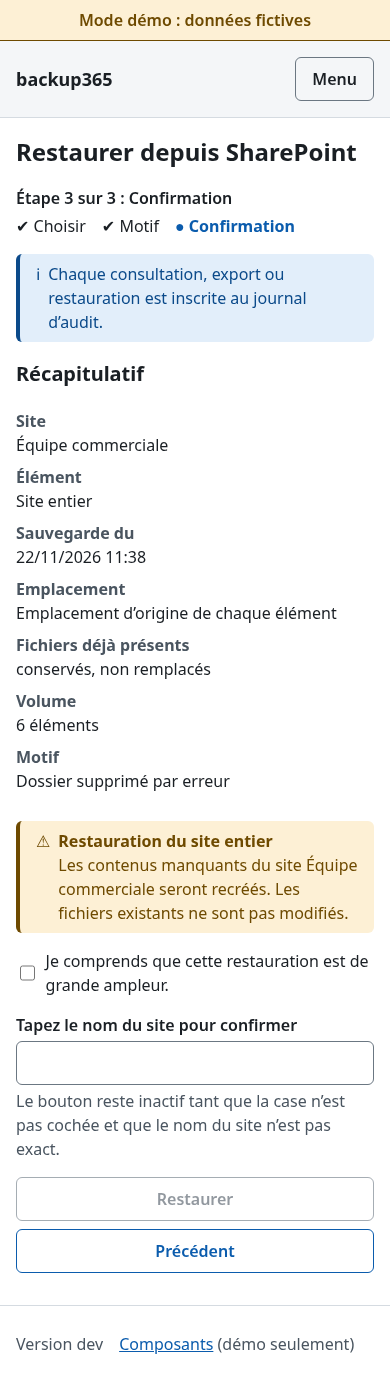 Mode démo : données fictives
backup365
Menu
Restaurer depuis SharePoint
Étape 3 sur 3 : Confirmation
✔ Choisir ✔ Motif ● Confirmation
i Chaque consultation, export ou
restauration est inscrite au journal
d’audit.
Récapitulatif
Site
Équipe commerciale
Élément
Site entier
Sauvegarde du
22/11/2026 11:38
Emplacement
Emplacement d’origine de chaque élément
Fichiers déjà présents
conservés, non remplacés
Volume
6 éléments
Motif
Dossier supprimé par erreur
⚠ Restauration du site entier
Les contenus manquants du site Équipe
commerciale seront recréés. Les
fichiers existants ne sont pas modifiés.
Je comprends que cette restauration est de
grande ampleur.
Tapez le nom du site pour confirmer
Le bouton reste inactif tant que la case n’est
pas cochée et que le nom du site n’est pas
exact.
Restaurer
Précédent
Version dev Composants (démo seulement)